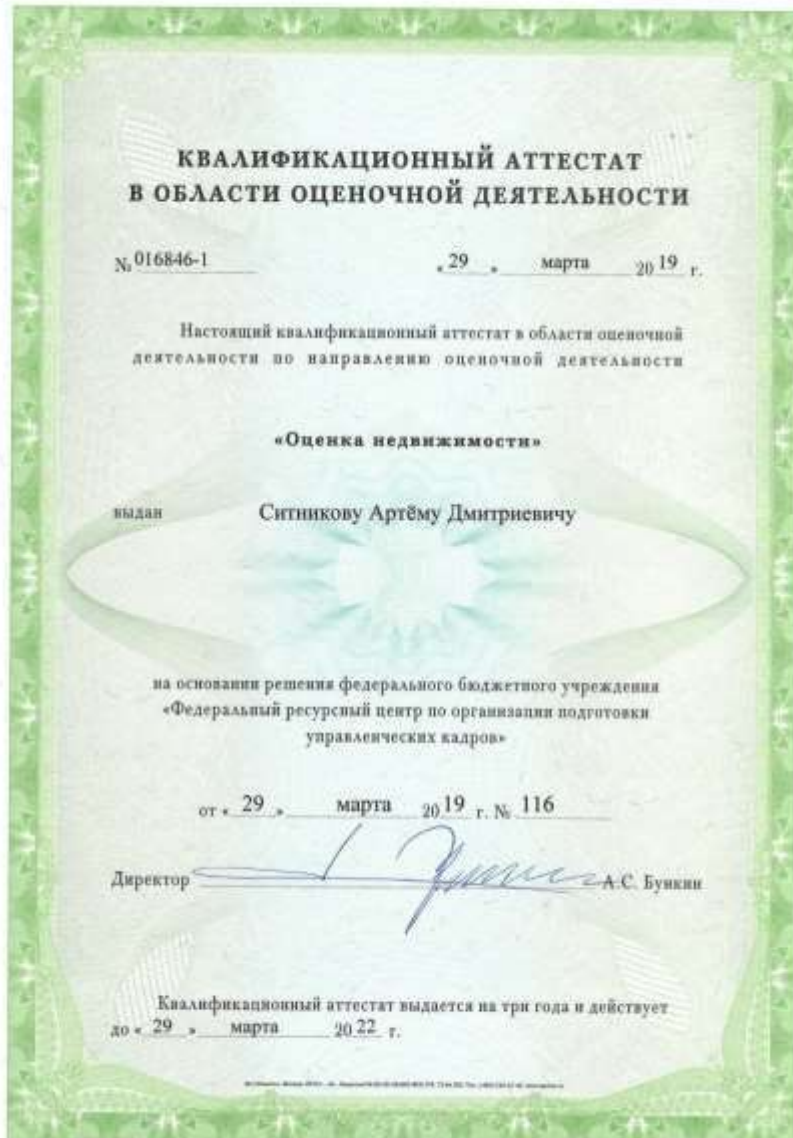 КВАЛИФИКАЦИОННЫЙ АТТЕСТАТ
В ОБЛАСТИ ОЦЕНОЧНОЙ ДЕЯТЕЛЬНОСТИ
№ 016846-1 « 29 » марта 20 19 г.
Настоящий квалификационный аттестат в области оценочной
деятельности по направлению оценочной деятельности
«Оценка недвижимости»
выдан Ситникову Артёму Дмитриевичу
на основании решения федерального бюджетного учреждения
«Федеральный ресурсный центр по организации подготовки
управленческих кадров»
от « 29 » марта 20 19 г. № 116
Директор А.С. Бункин
Квалификационный аттестат выдается на три года и действует
до « 29 » марта 20 22 г.